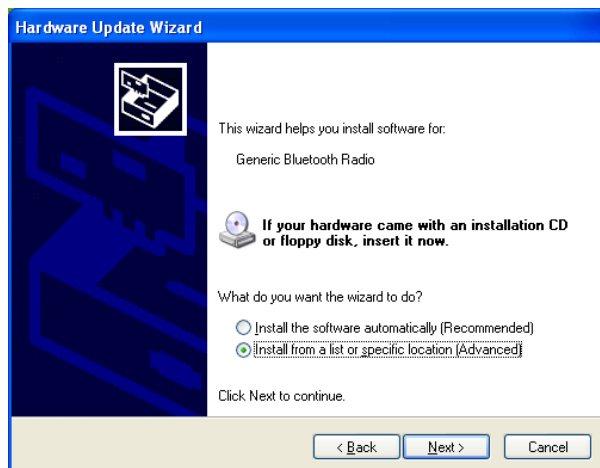 Hardware Update Wizard
This wizard helps you install software for:
Generic Bluetooth Radio
If your hardware came with an installation CD
or floppy disk, insert it now.
What do you want the wizard to do?
Install the software automatically (Recommended)
Install from a list or specific location (Advanced)
Click Next to continue.
< Back Next > Cancel